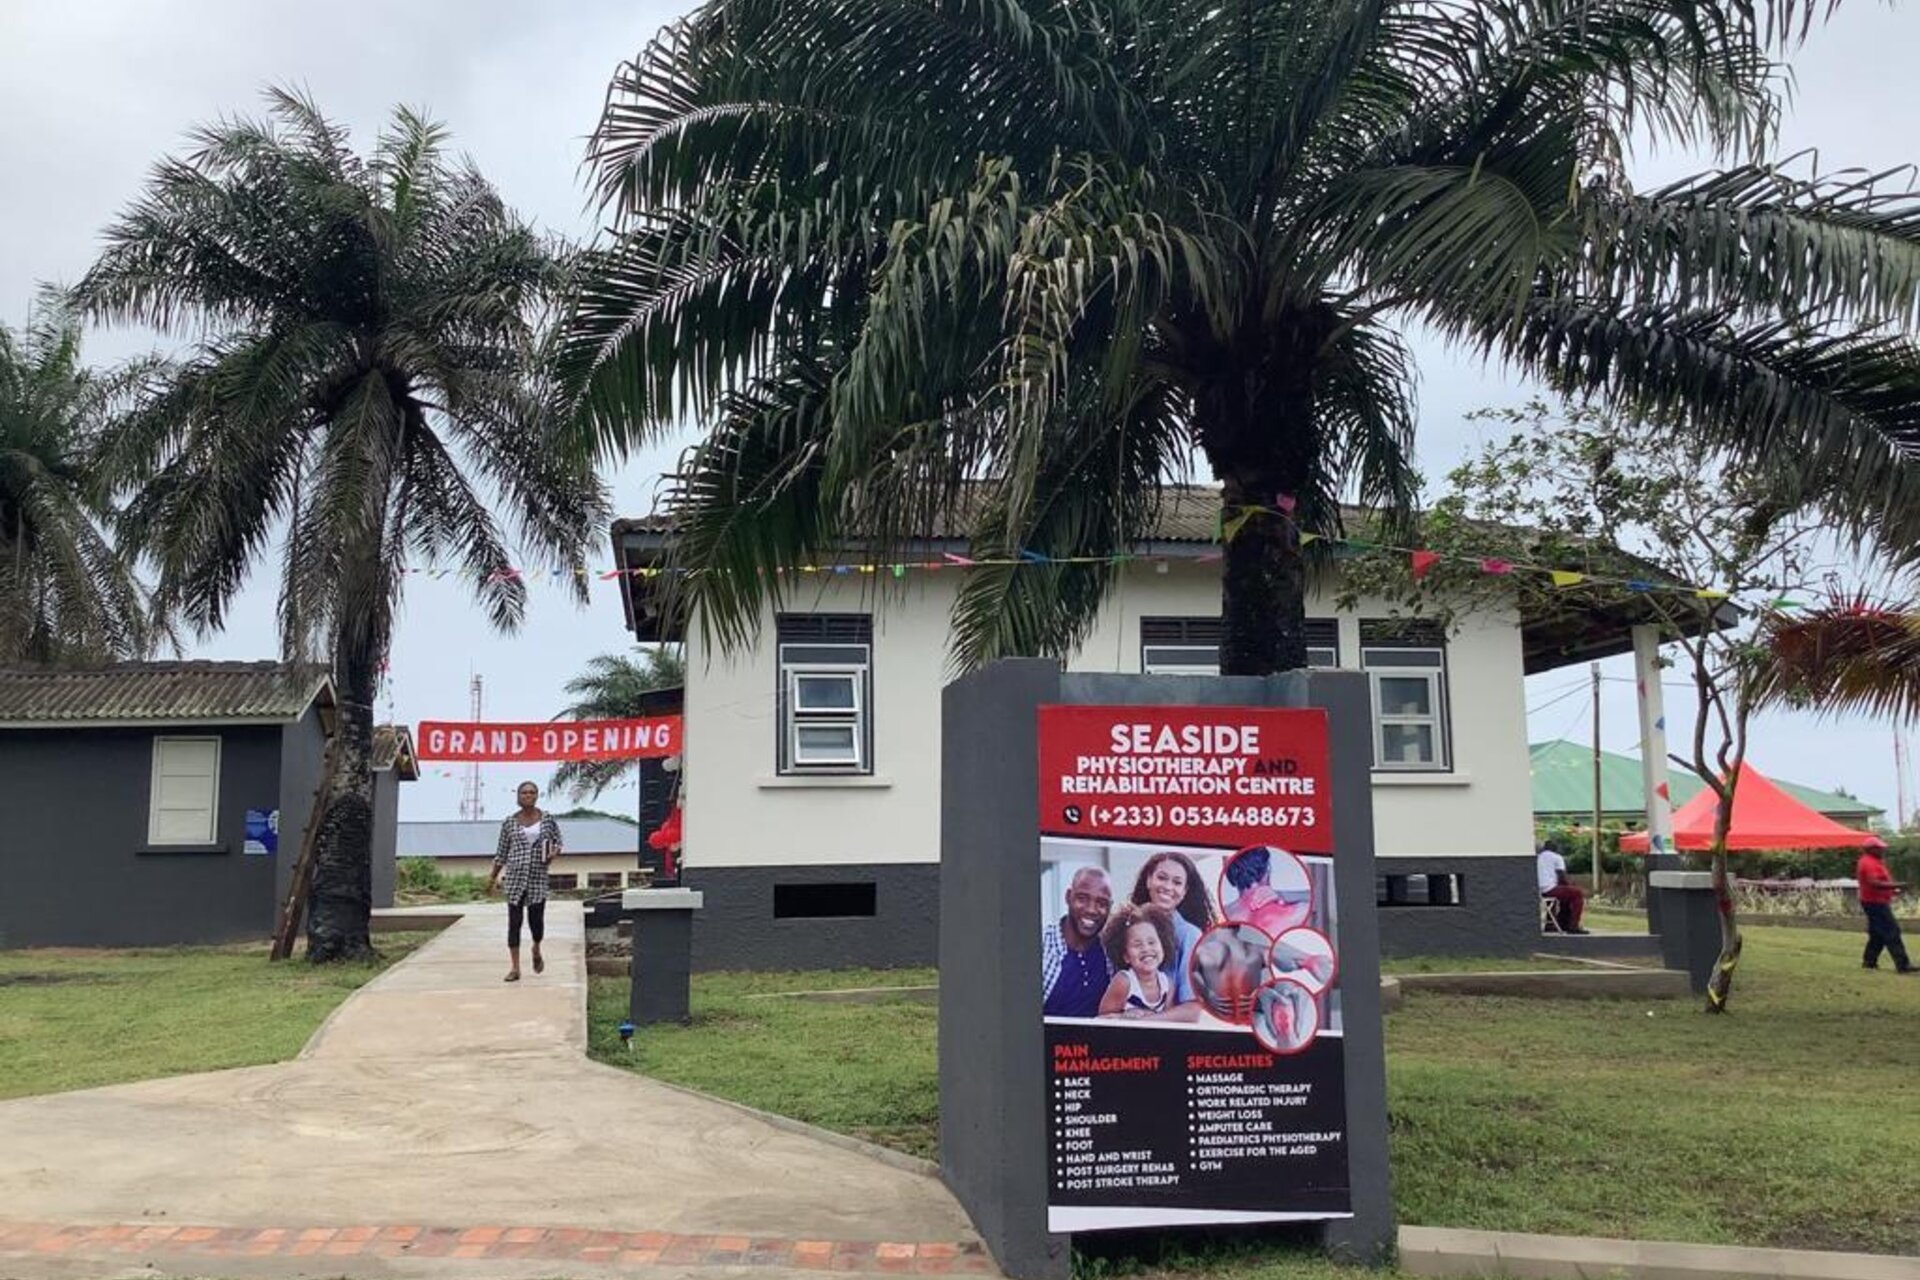 GRAND-OPENING
SEASIDE
PHYSIOTHERAPY AND
REHABILITATION CENTRE
(+233) 0534488673
PAIN
MANAGEMENT
• BACK
• NECK
• HIP
• SHOULDER
• KNEE
• FOOT
• HAND AND WRIST
• POST SURGERY REHAB
• POST STROKE THERAPY
SPECIALTIES
• MASSAGE
• ORTHOPAEDIC THERAPY
• WORK RELATED INJURY
• WEIGHT LOSS
• AMPUTEE CARE
• PAEDIATRICS PHYSIOTHERAPY
• EXERCISE FOR THE AGED
• GYM